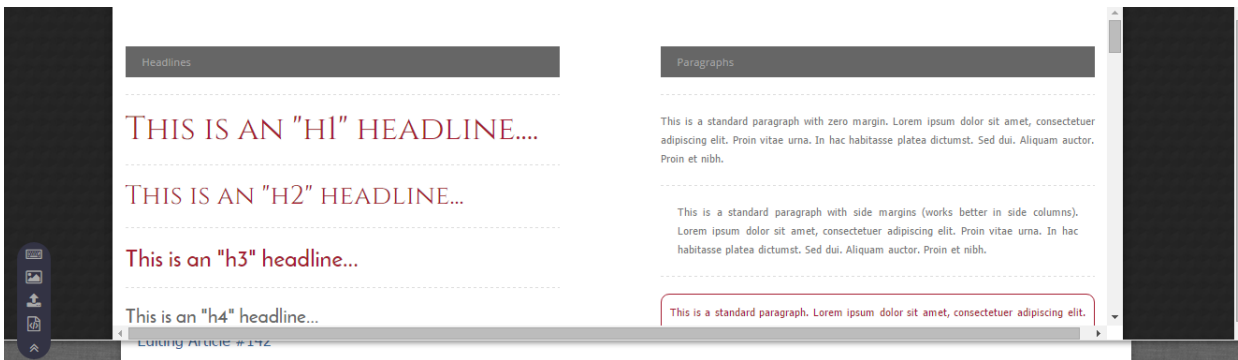 Headlines
This is an "h1" headline....
This is an "h2" headline...
This is an "h3" headline...
This is an "h4" headline...
Paragraphs
This is a standard paragraph with zero margin. Lorem ipsum dolor sit amet, consectetuer
adipiscing elit. Proin vitae urna. In hac habitasse platea dictumst. Sed dui. Aliquam auctor.
Proin et nibh.
This is a standard paragraph with side margins (works better in side columns).
Lorem ipsum dolor sit amet, consectetuer adipiscing elit. Proin vitae urna. In hac
habitasse platea dictumst. Sed dui. Aliquam auctor. Proin et nibh.
This is a standard paragraph. Lorem ipsum dolor sit amet, consectetuer adipiscing elit.
Editing Article #142